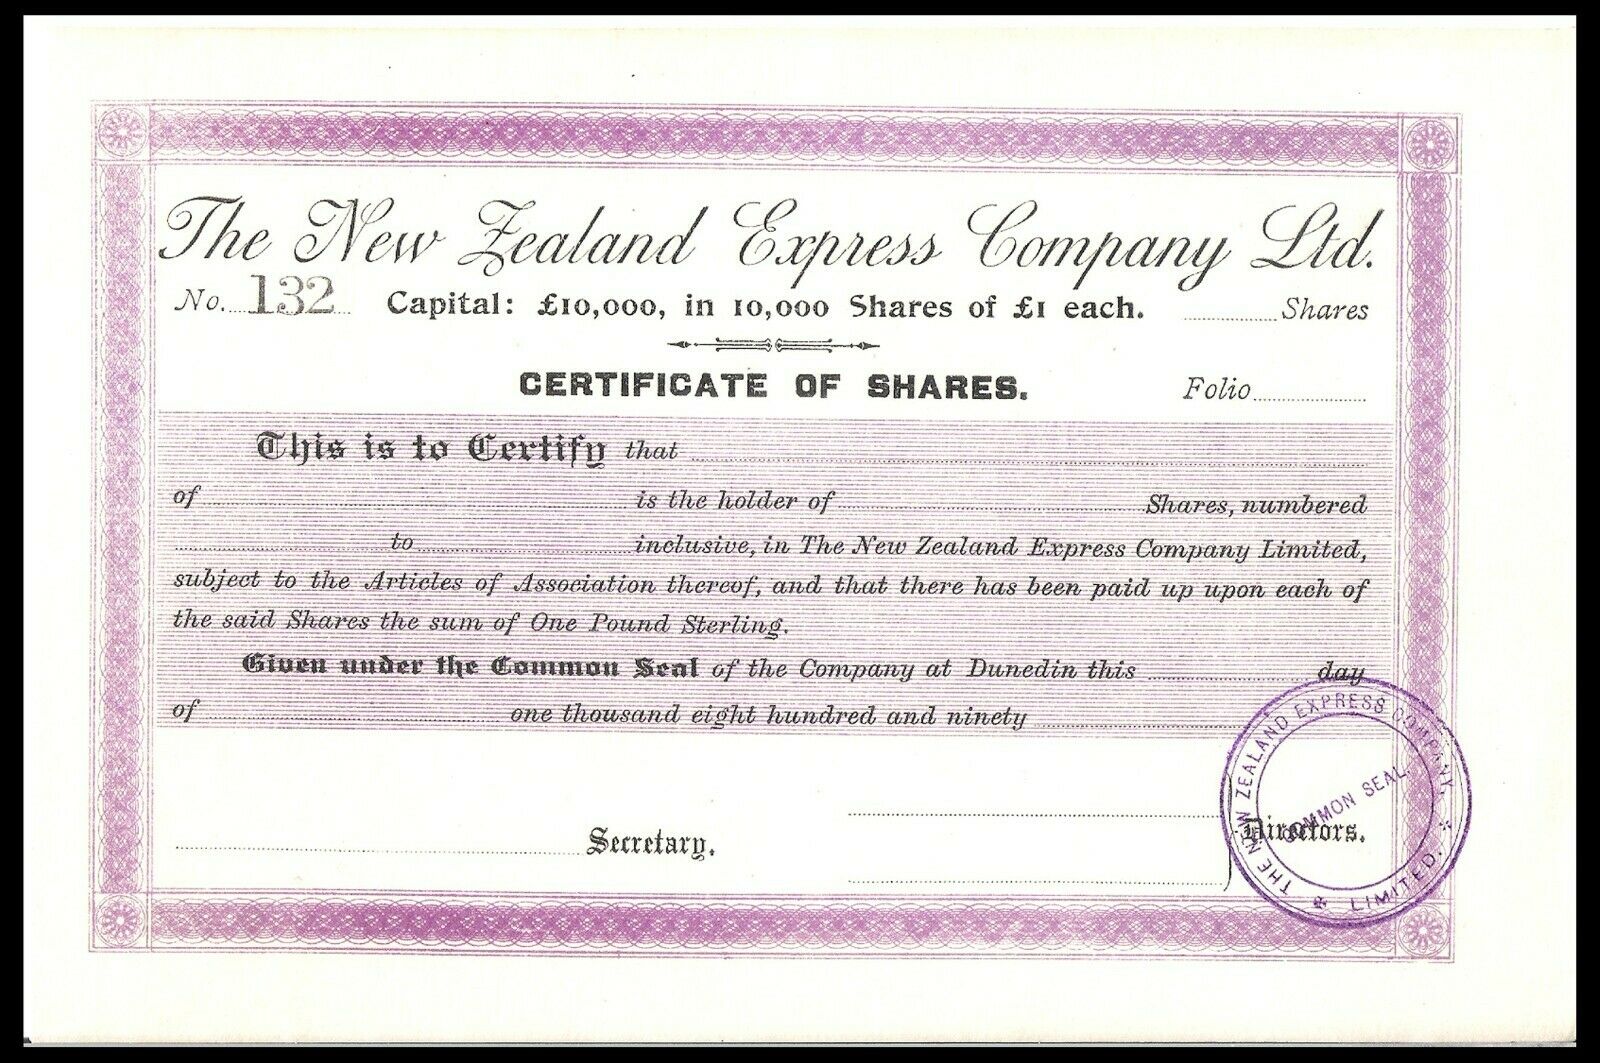 The New Zealand Express Company Ltd.
No. 132 Capital: £10,000, in 10,000 Shares of £1 each. Shares
CERTIFICATE OF SHARES. Folio
This is to Certify that
of is the holder of Shares, numbered
to inclusive, in The New Zealand Express Company Limited,
subject to the Articles of Association thereof, and that there has been paid up upon each of
the said Shares the sum of One Pound Sterling.
Given under the Common Seal of the Company at Dunedin this day
of one thousand eight hundred and ninety
Secretary. Directors.
THE NEW ZEALAND EXPRESS COMPANY, LIMITED.
COMMON SEAL.